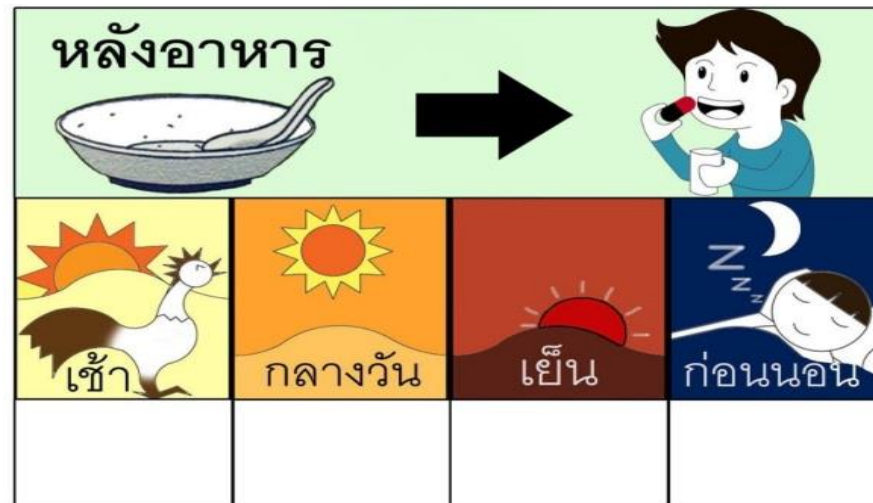 หลังอาหาร
Z
Z
Z
เช้า
กลางวัน
เย็น
ก่อนนอน